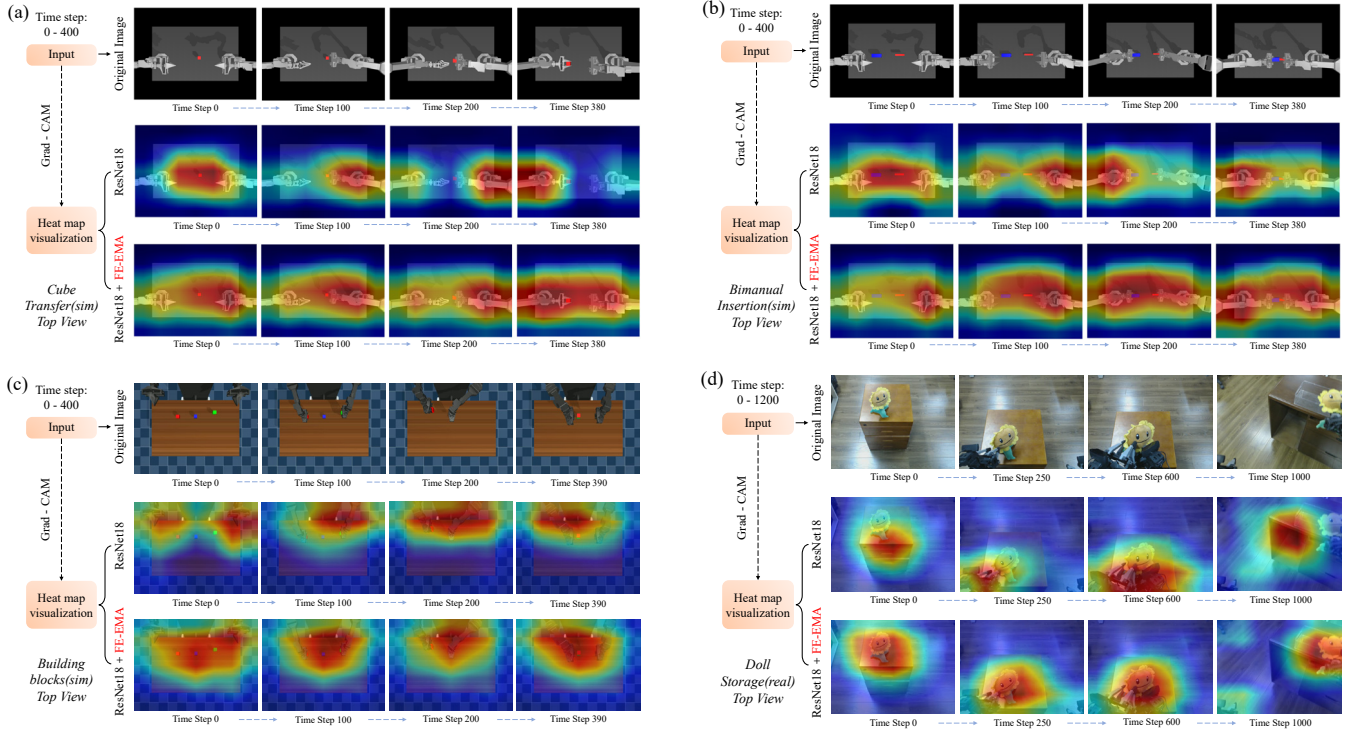 (a)
Time step:
0 - 400
Input
Original Image
Time Step 0
Time Step 100
Time Step 200
Time Step 380
Grad - CAM
ResNet18
Time Step 0
Time Step 100
Time Step 200
Time Step 380
Heat map
visualization
ResNet18 + FE-EMA
Cube
Transfer(sim)
Top View
Time Step 0
Time Step 100
Time Step 200
Time Step 380
(b)
Time step:
0 - 400
Input
Original Image
Time Step 0
Time Step 100
Time Step 200
Time Step 380
Grad - CAM
ResNet18
Time Step 0
Time Step 100
Time Step 200
Time Step 380
Heat map
visualization
ResNet18 + FE-EMA
Bimanual
Insertion(sim)
Top View
Time Step 0
Time Step 100
Time Step 200
Time Step 380
(c)
Time step:
0 - 400
Input
Original Image
Time Step 0
Time Step 100
Time Step 200
Time Step 390
Grad - CAM
ResNet18
Time Step 0
Time Step 100
Time Step 200
Time Step 390
Heat map
visualization
ResNet18 + FE-EMA
Building
blocks(sim)
Top View
Time Step 0
Time Step 100
Time Step 200
Time Step 390
(d)
Time step:
0 - 1200
Input
Original Image
Time Step 0
Time Step 250
Time Step 600
Time Step 1000
Grad - CAM
ResNet18
Time Step 0
Time Step 250
Time Step 600
Time Step 1000
Heat map
visualization
ResNet18 + FE-EMA
Doll
Storage(real)
Top View
Time Step 0
Time Step 250
Time Step 600
Time Step 1000